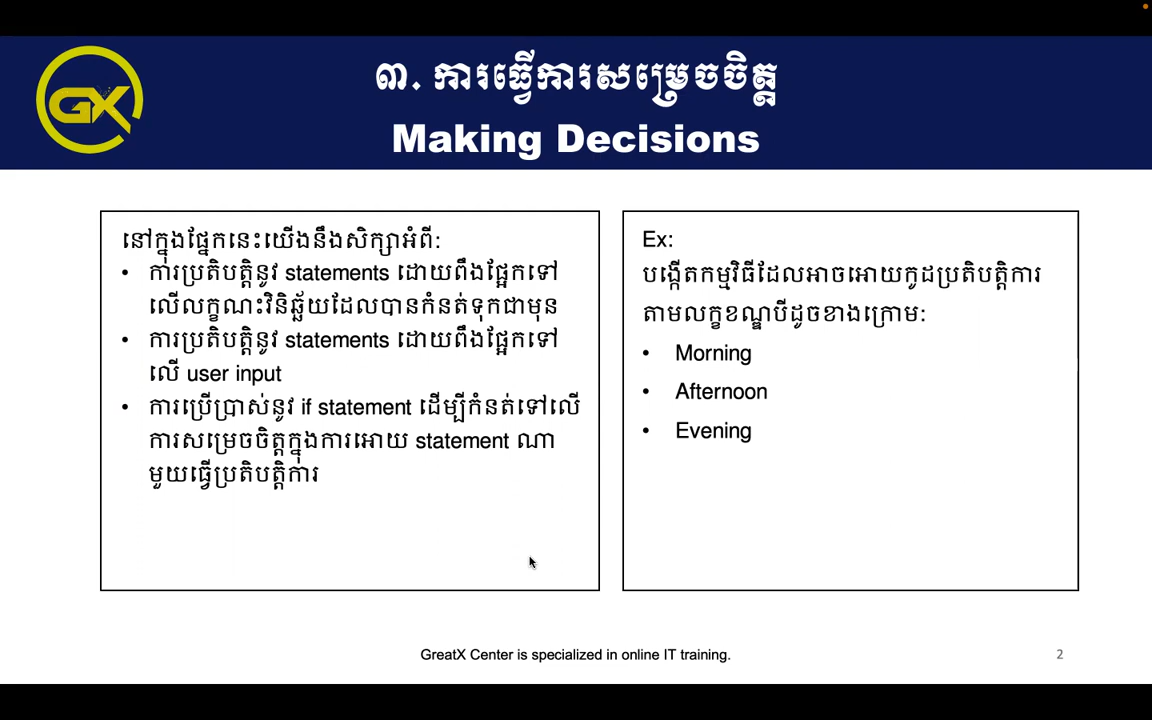 GX
៣. ការធ្វើការសម្រេចចិត្ត
Making Decisions
នៅក្នុងផ្នែកនេះយើងនឹងសិក្សាអំពី:
• ការប្រតិបត្តិនូវ statements ដោយពឹងផ្អែកទៅ
លើលក្ខណះវិនិច្ឆ័យដែលបានកំនត់ទុកជាមុន
• ការប្រតិបត្តិនូវ statements ដោយពឹងផ្អែកទៅ
លើ user input
• ការប្រើប្រាស់នូវ if statement ដើម្បីកំនត់ទៅលើ
ការសម្រេចចិត្តក្នុងការអោយ statement ណា
មួយធ្វើប្រតិបត្តិការ
Ex:
បង្កើតកម្មវិធីដែលអាចអោយកូដប្រតិបត្តិការ
តាមលក្ខខណ្ឌបីដូចខាងក្រោម:
• Morning
• Afternoon
• Evening
GreatX Center is specialized in online IT training.
2